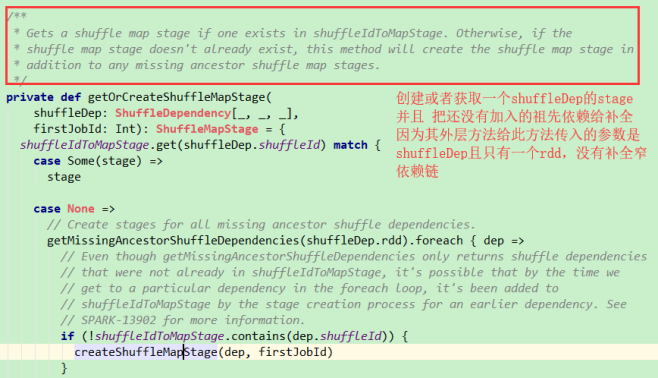 /**
 * Gets a shuffle map stage if one exists in shuffleIdToMapStage. Otherwise, if the
 * shuffle map stage doesn't already exist, this method will create the shuffle map stage in
 * addition to any missing ancestor shuffle map stages.
 */
private def getOrCreateShuffleMapStage(
    shuffleDep: ShuffleDependency[_, _, _],
    firstJobId: Int): ShuffleMapStage = {
  shuffleIdToMapStage.get(shuffleDep.shuffleId) match {
    case Some(stage) =>
      stage
创建或者获取一个shuffleDep的stage
并且 把还没有加入的祖先依赖给补全
因为其外层方法给此方法传入的参数是
shuffleDep且只有一个rdd，没有补全窄
依赖链
    case None =>
      // Create stages for all missing ancestor shuffle dependencies.
      getMissingAncestorShuffleDependencies(shuffleDep.rdd).foreach { dep =>
        // Even though getMissingAncestorShuffleDependencies only returns shuffle dependencies
        // that were not already in shuffleIdToMapStage, it's possible that by the time we
        // get to a particular dependency in the foreach loop, it's been added to
        // shuffleIdToMapStage by the stage creation process for an earlier dependency. See
        // SPARK-13902 for more information.
        if (!shuffleIdToMapStage.contains(dep.shuffleId)) {
          createShuffleMapStage(dep, firstJobId)
        }